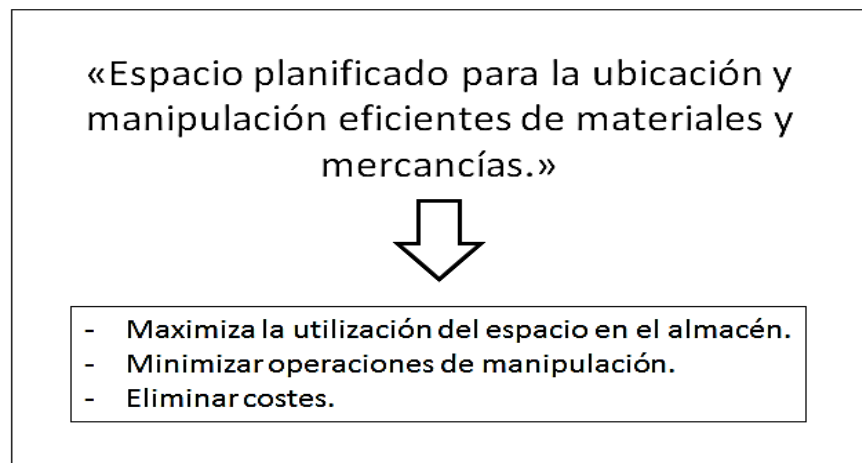 «Espacio planificado para la ubicación y
manipulación eficientes de materiales y
mercancías.»
- Maximiza la utilización del espacio en el almacén.
- Minimizar operaciones de manipulación.
- Eliminar costes.